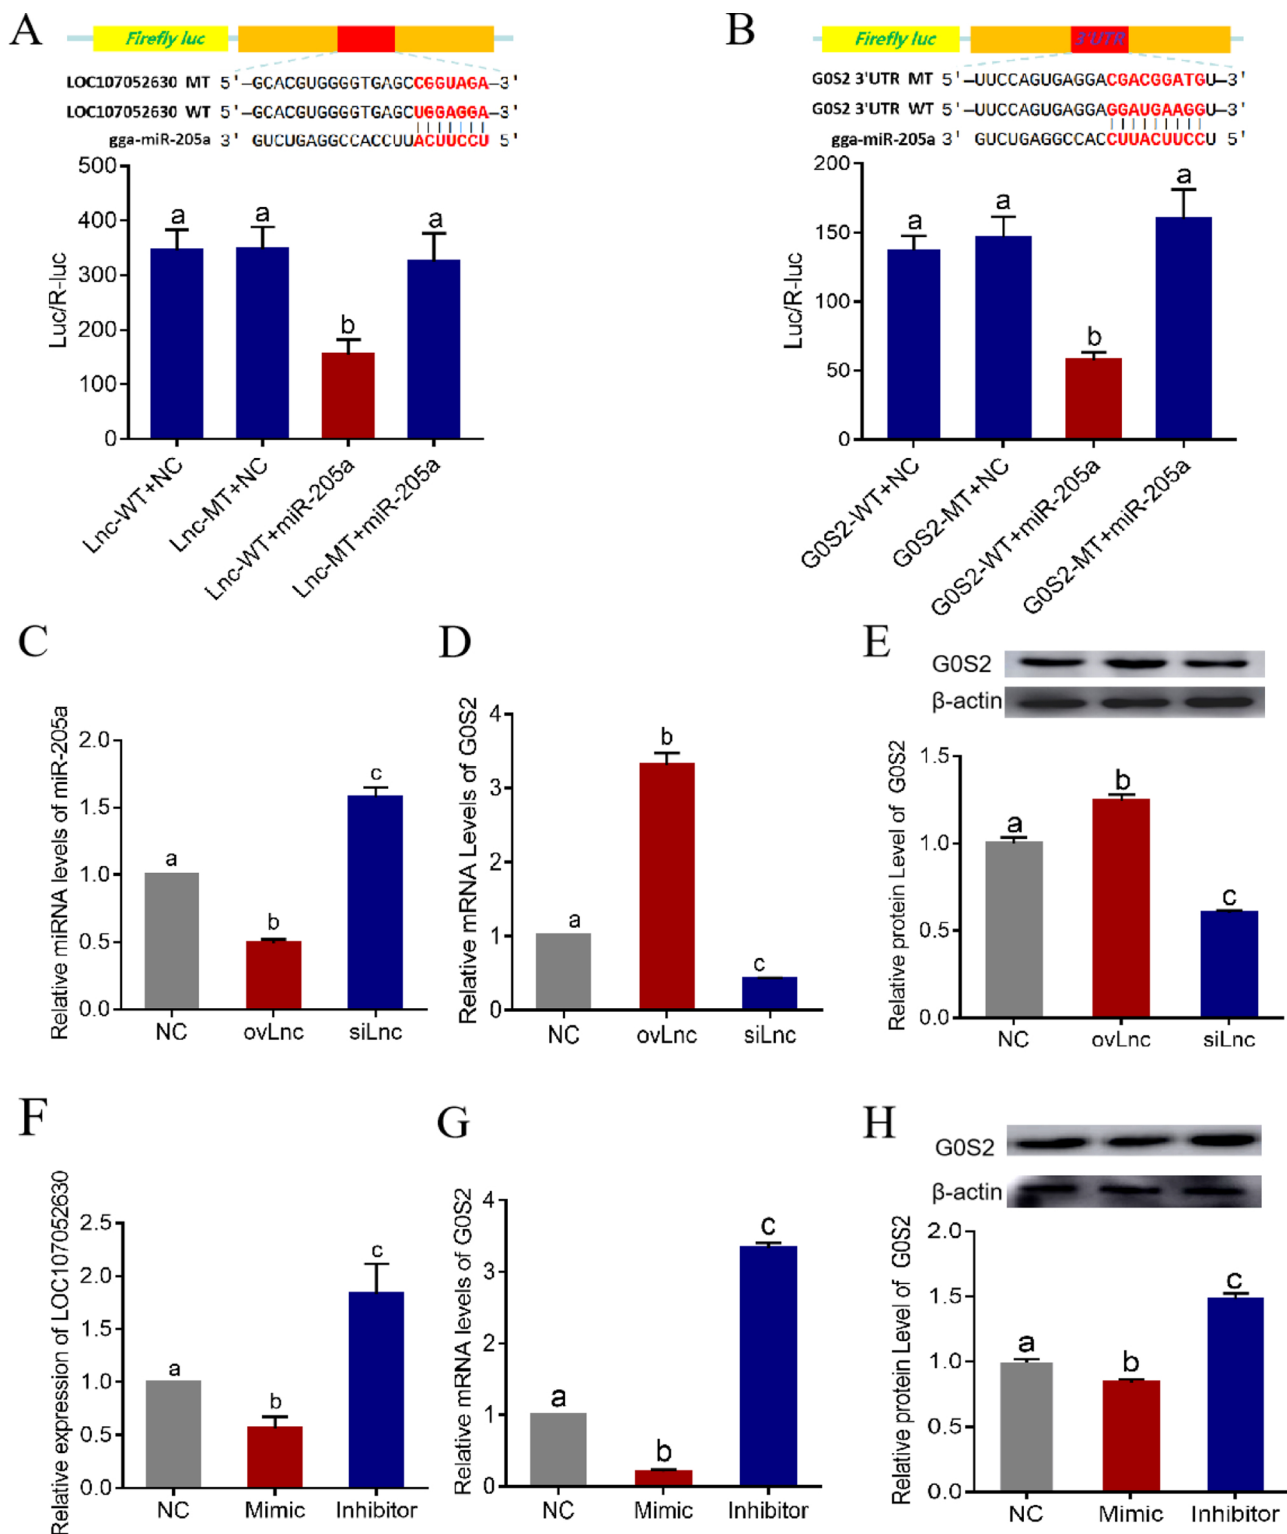 A
Firefly luc
LOC107052630 MT 5'–GCACGUGGGGTGAGCCGGUAGA–3'
LOC107052630 WT 5'–GCACGUGGGGTGAGCUGGAGGA–3'
gga-miR-205a 3' GUCUGAGGCCACCUUACUUCCU 5'
500
400
300
200
100
0
Luc/R-luc
a
a
b
a
Lnc-WT+NC
Lnc-MT+NC
Lnc-WT+miR-205a
Lnc-MT+miR-205a
B
Firefly luc
3'UTR
G0S2 3'UTR MT 5'–UUCCAGUGAGGACGACGGATGU–3'
G0S2 3'UTR WT 5'–UUCCAGUGAGGAGGAUGAAGGU–3'
gga-miR-205a 3' GUCUGAGGCCACCUUACUUCCU 5'
200
150
100
50
0
Luc/R-luc
a
a
b
a
G0S2-WT+NC
G0S2-MT+NC
G0S2-WT+miR-205a
G0S2-MT+miR-205a
C
Relative miRNA levels of miR-205a
2.0
1.5
1.0
0.5
0.0
a
b
c
NC ovLnc siLnc
D
Relative mRNA Levels of G0S2
4
3
2
1
0
a
b
c
NC ovLnc siLnc
E
G0S2
β-actin
Relative protein Level of G0S2
1.5
1.0
0.5
0.0
a
b
c
NC ovLnc siLnc
F
Relative expression of LOC107052630
2.5
2.0
1.5
1.0
0.5
0.0
a
b
c
NC Mimic Inhibitor
G
Relative mRNA levels of G0S2
4
3
2
1
0
a
b
c
NC Mimic Inhibitor
H
G0S2
β-actin
Relative protein Level of G0S2
2.0
1.5
1.0
0.5
0.0
a
b
c
NC Mimic Inhibitor